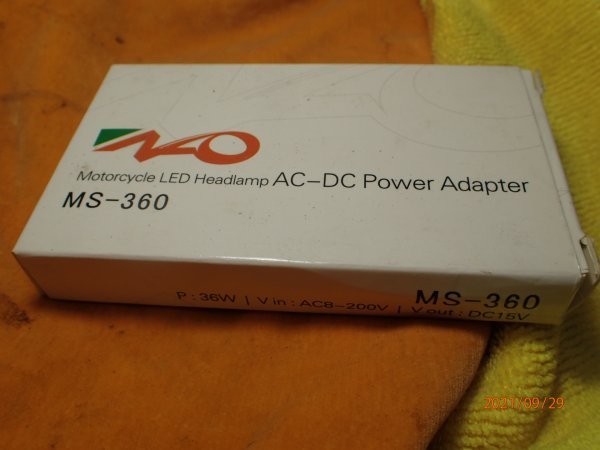 Motorcycle LED Headlamp AC-DC Power Adapter
MS-360
MS-360
P : 36W | Vin : AC8-200V | Vout : DC15V
2021/09/29